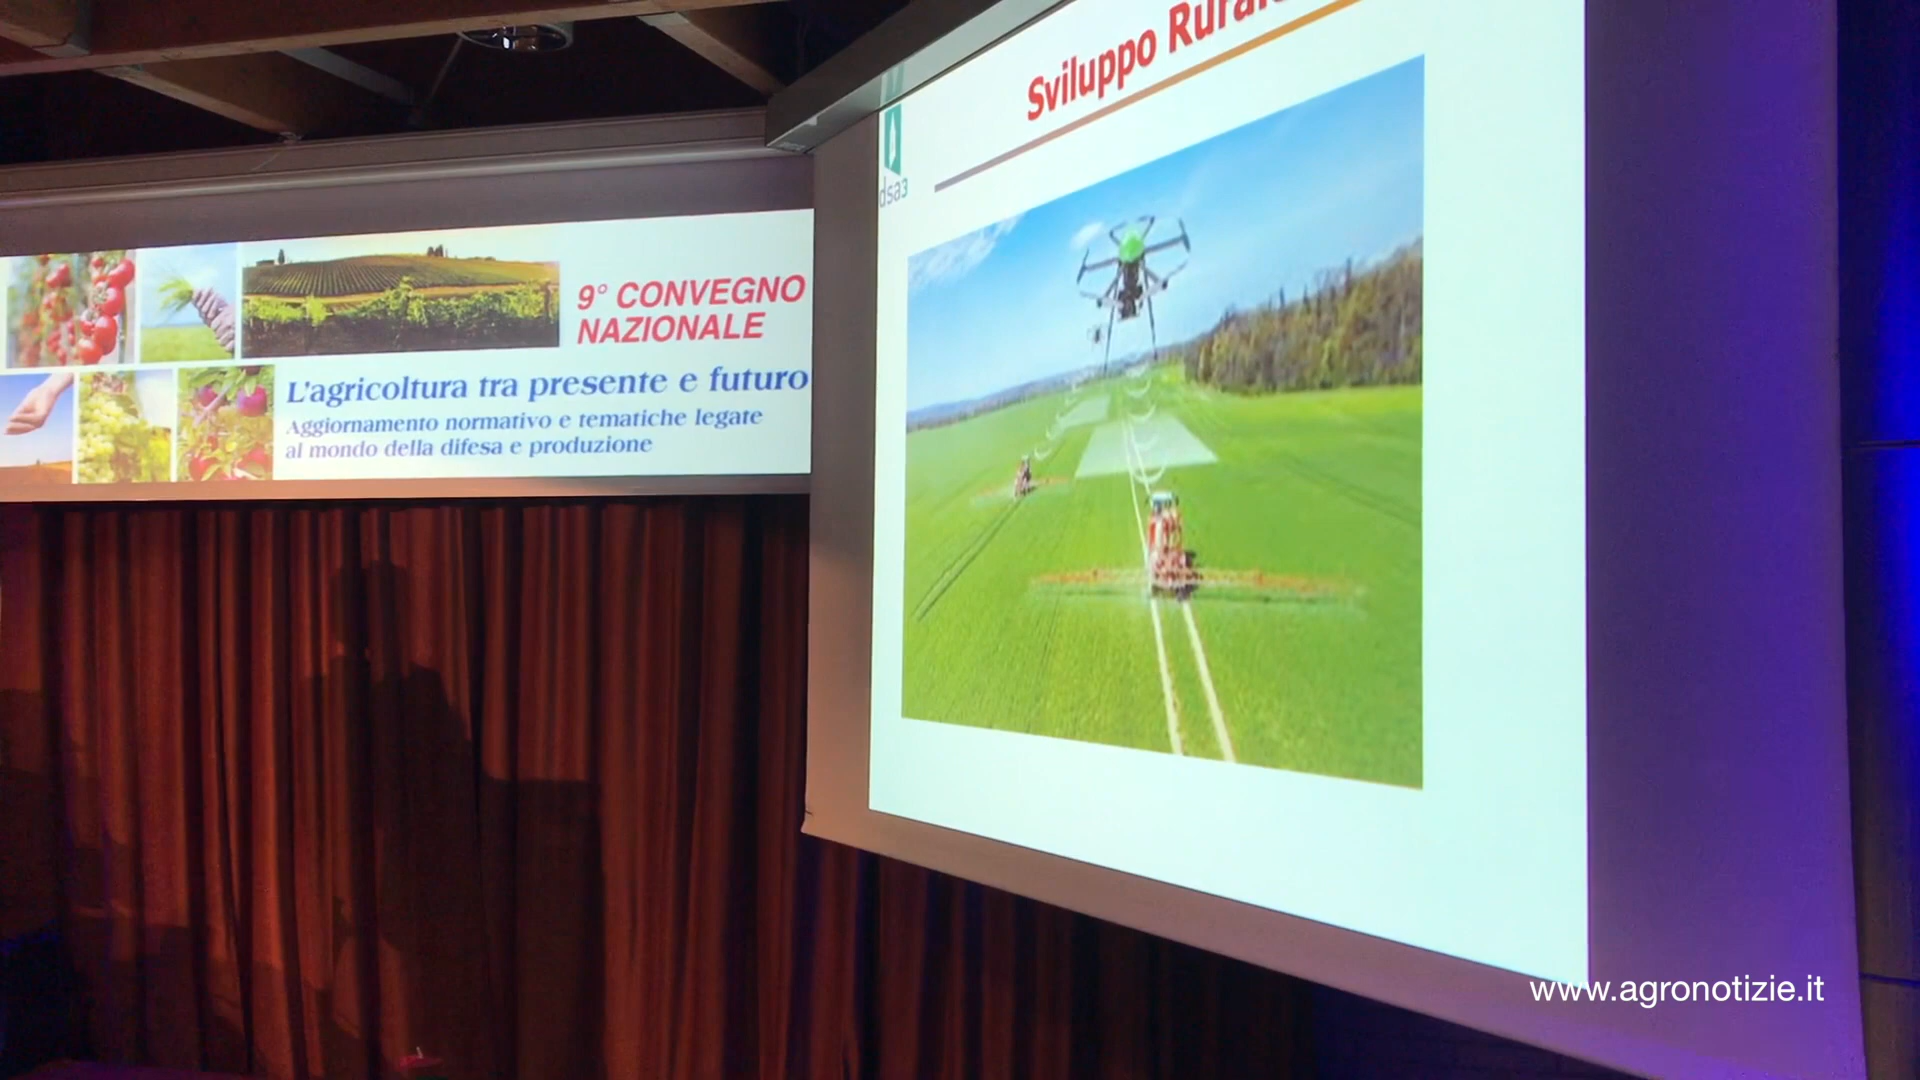 9° CONVEGNO
NAZIONALE
L'agricoltura tra presente e futuro
Aggiornamento normativo e tematiche legate
al mondo della difesa e produzione
Sviluppo Rurale
dsa3
www.agronotizie.it